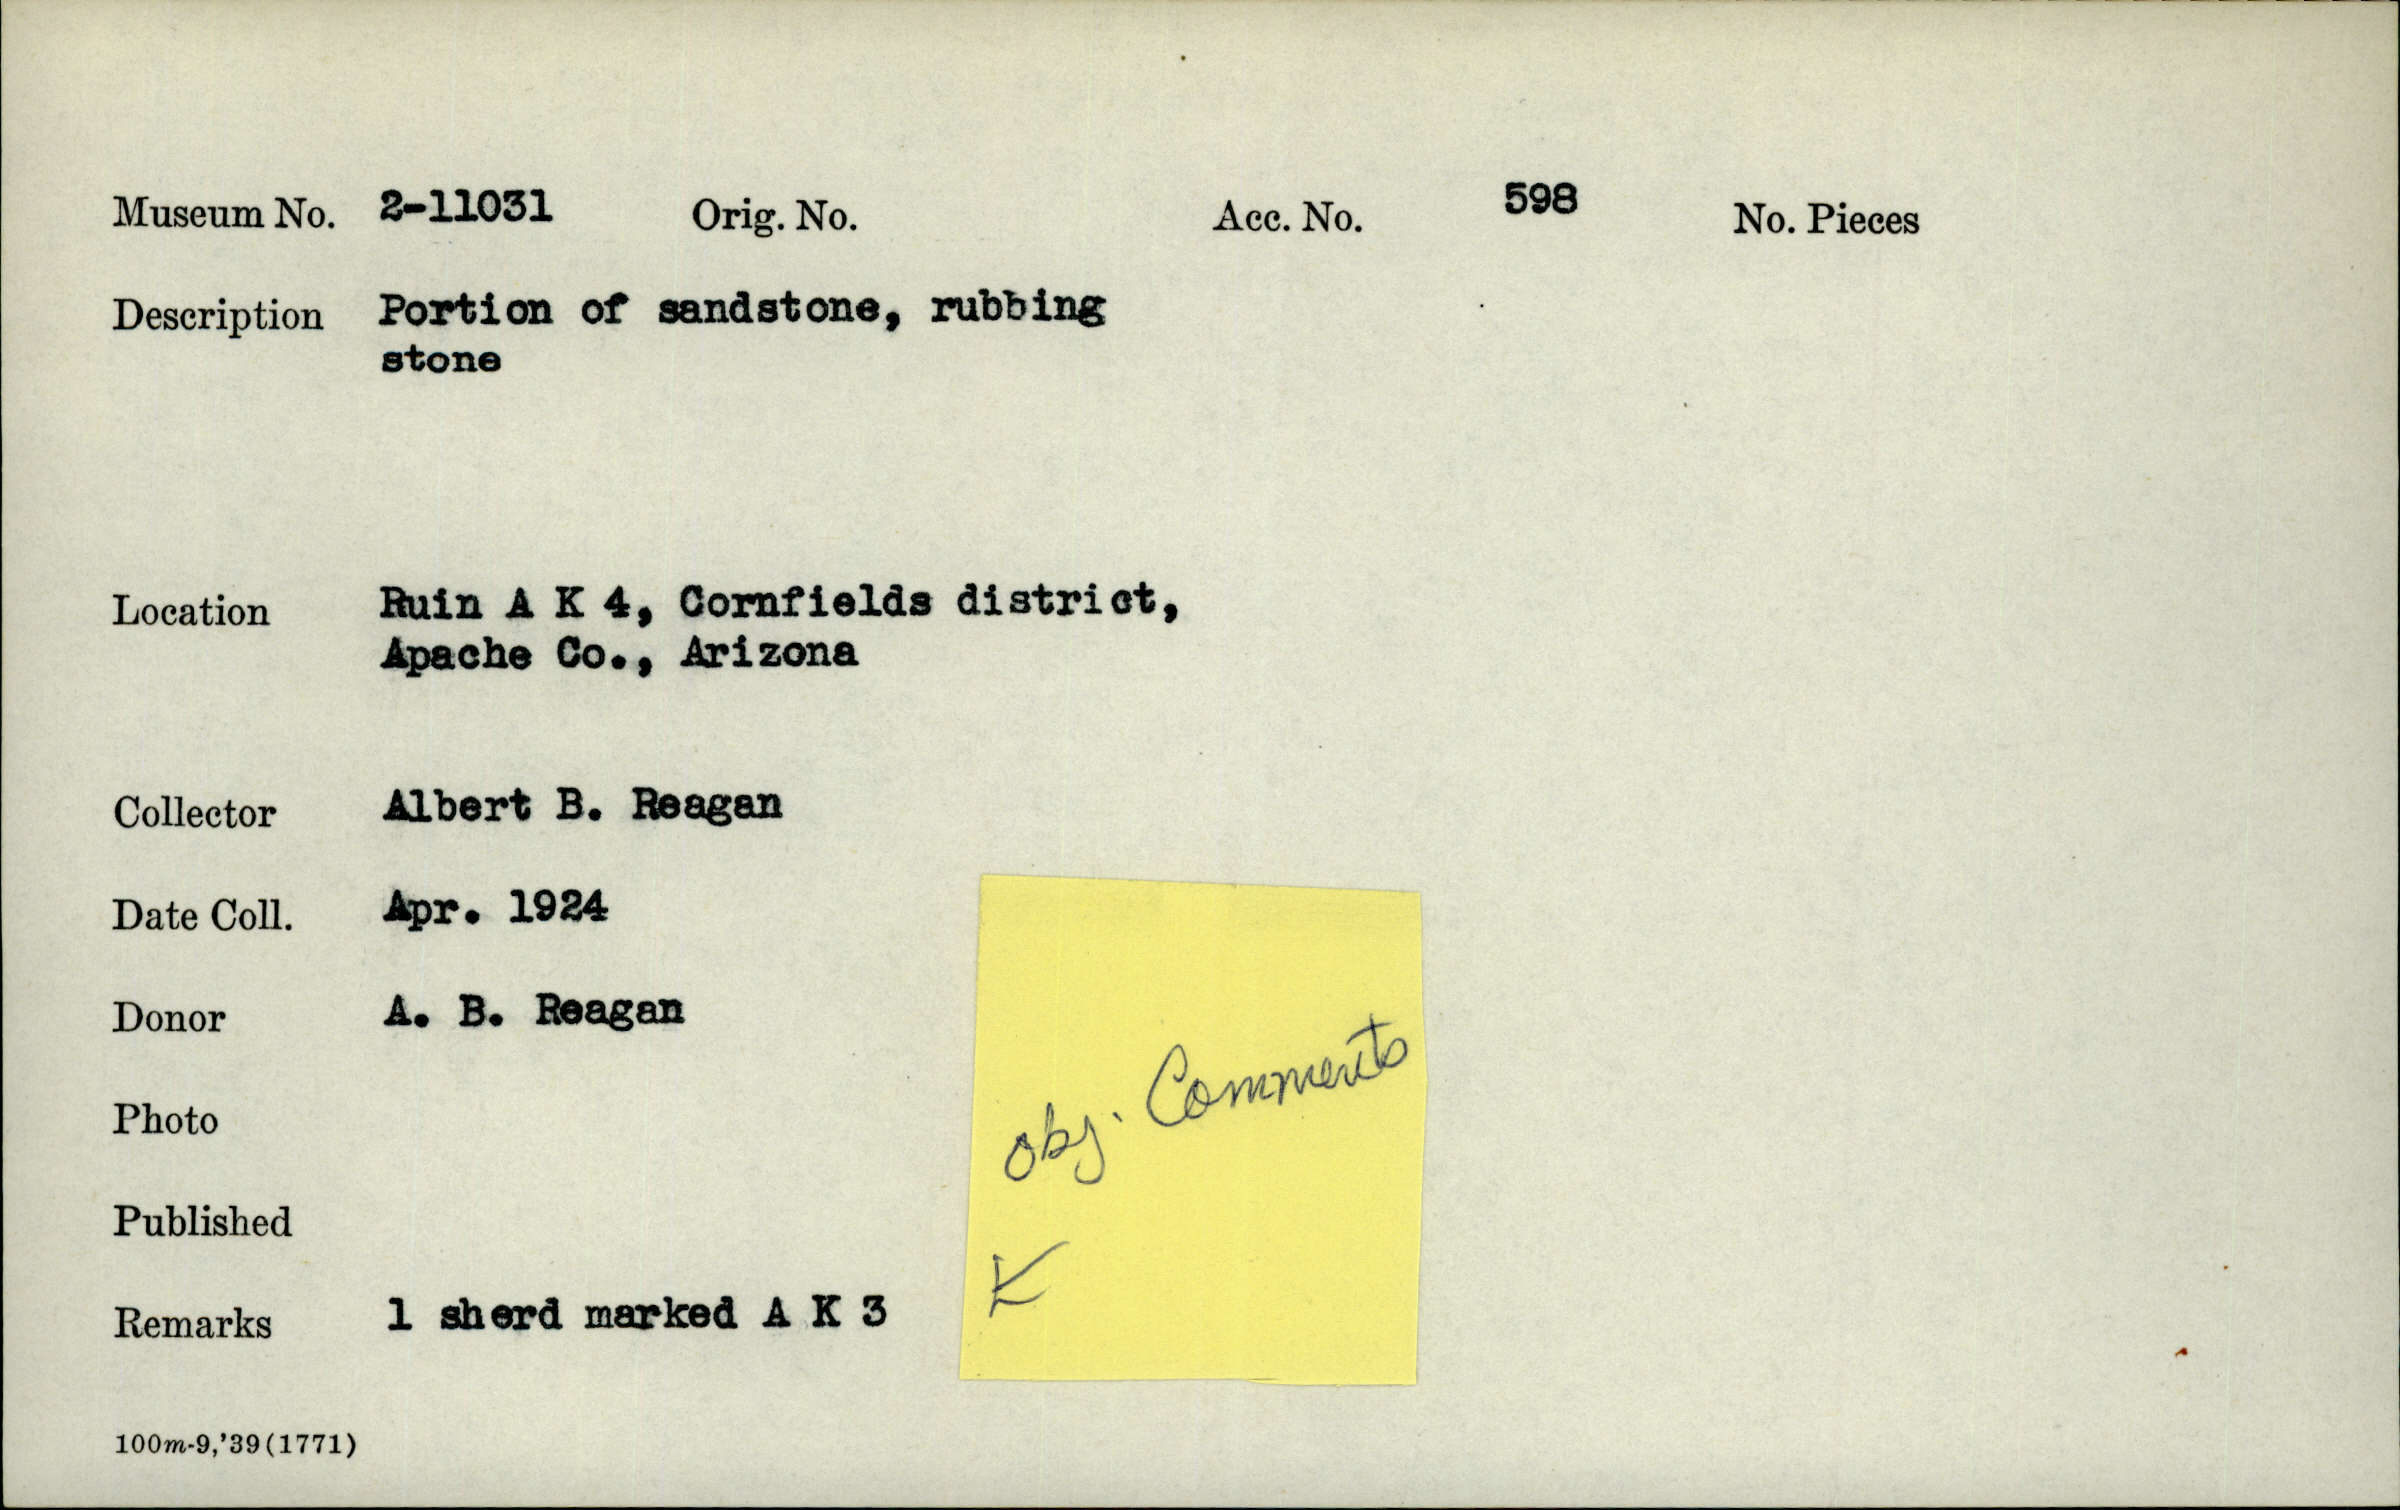 Museum No. 2-11031 Orig. No. Acc. No. 598 No. Pieces
Description Portion of sandstone, rubbing
stone
Location Ruin A K 4, Cornfields district,
Apache Co., Arizona
Collector Albert B. Reagan
Date Coll. Apr. 1924
Donor A. B. Reagan
Photo
Published
Remarks 1 sherd marked A K 3
obj. Comments
K
100m-9,'39(1771)